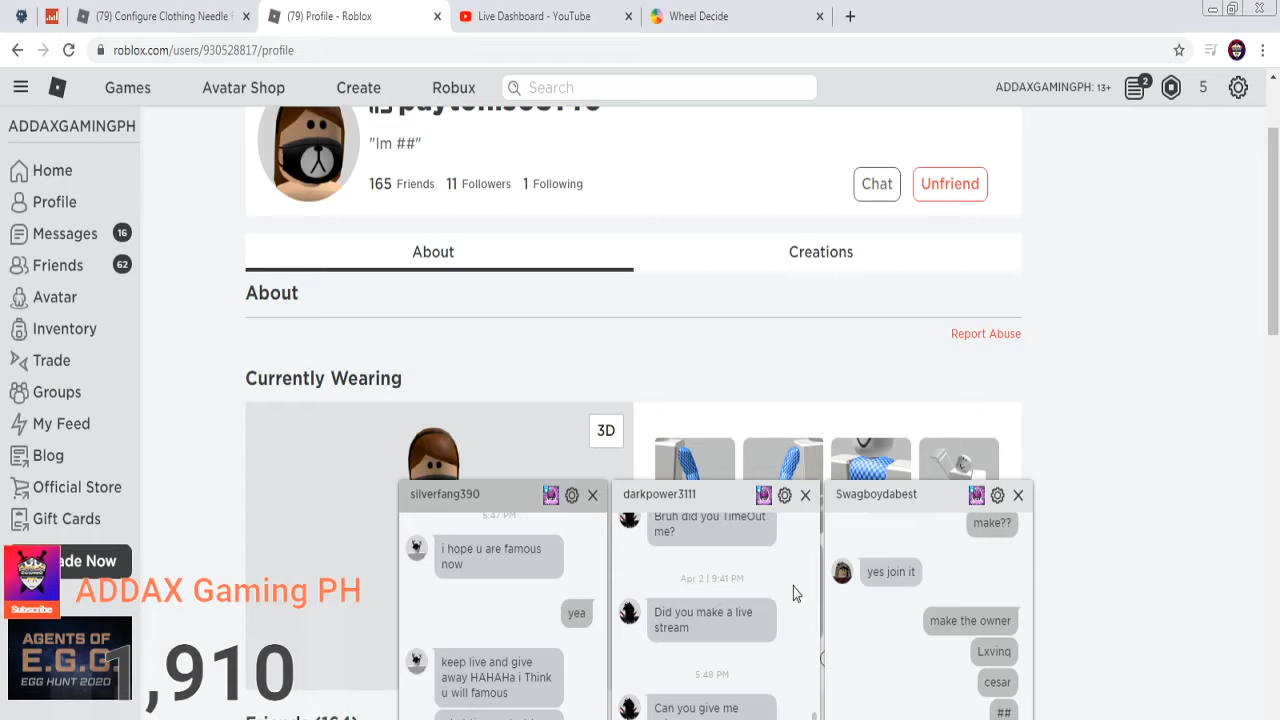 (79) Configure Clothing Needle F
(79) Profile - Roblox
Live Dashboard - YouTube
Wheel Decide
roblox.com/users/930528817/profile
Games
Avatar Shop
Create
Robux
Search
ADDAXGAMINGPH: 13+
2
5
ADDAXGAMINGPH
Home
Profile
Messages
16
Friends
62
Avatar
Inventory
Trade
Groups
My Feed
Blog
Official Store
Gift Cards
ade Now
"Im ##"
165 Friends 11 Followers 1 Following
Chat
Unfriend
About
Creations
About
Report Abuse
Currently Wearing
3D
silverfang390
5:47 PM
i hope u are famous
now
yea
keep live and give
away HAHAHa i Think
u will famous
darkpower3111
Bruh did you TimeOut
me?
Apr 2 | 9:41 PM
Did you make a live
stream
5:48 PM
Can you give me
Swagboydabest
make??
yes join it
make the owner
Lxvinq
cesar
##
Subscribe
ADDAX Gaming PH
AGENTS OF
E.G.G.
EGG HUNT 2020
1,910